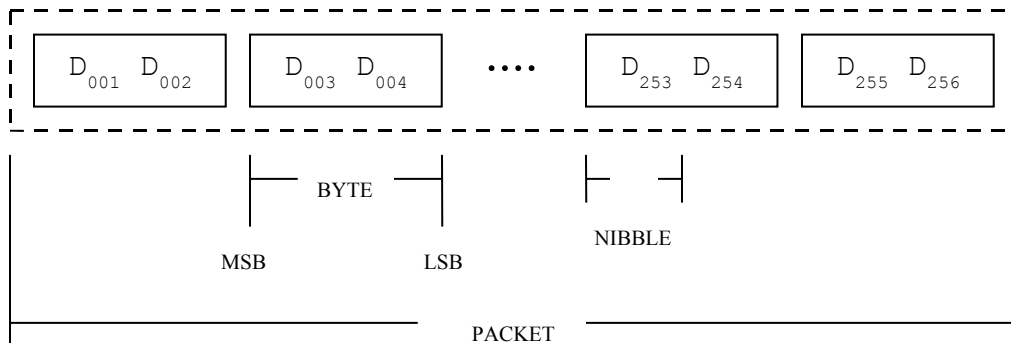 D₀₀₁ D₀₀₂ D₀₀₃ D₀₀₄ •••• D₂₅₃ D₂₅₄ D₂₅₅ D₂₅₆
BYTE
NIBBLE
MSB LSB
PACKET